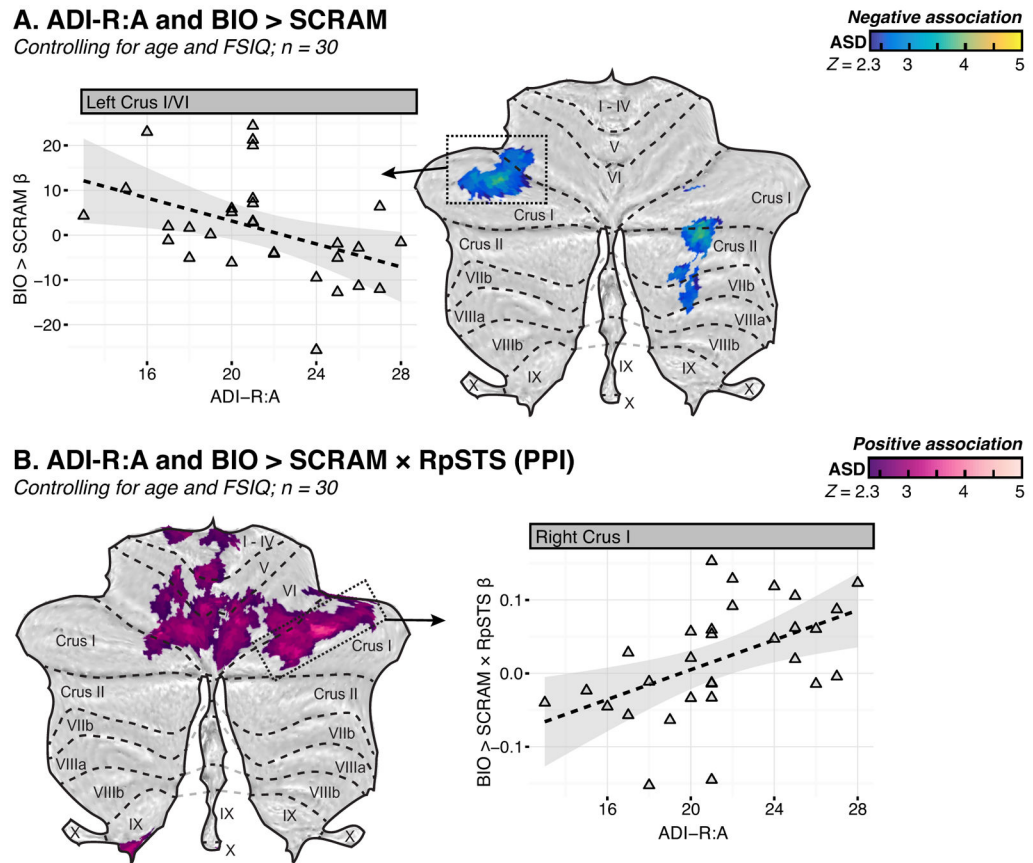 A. ADI-R:A and BIO > SCRAM
Controlling for age and FSIQ; n = 30
Negative association
ASD
Z = 2.3 3 4 5
Left Crus I/VI
20
10
0
−10
−20
BIO > SCRAM β
16 20 24 28
ADI−R:A
I - IV
V
VI
Crus I
Crus I
Crus II
Crus II
VIIb
VIIb
VIIIa
VIIIa
VIIIb
VIIIb
IX
IX
IX
X
X
X
B. ADI-R:A and BIO > SCRAM × RpSTS (PPI)
Controlling for age and FSIQ; n = 30
Positive association
ASD
Z = 2.3 3 4 5
I - IV
V
VI
Crus I
Crus I
Crus II
Crus II
VIIb
VIIb
VIIIa
VIIIa
VIIIb
VIIIb
IX
IX
IX
X
X
X
Right Crus I
0.1
0.0
−0.1
BIO > SCRAM × RpSTS β
16 20 24 28
ADI−R:A